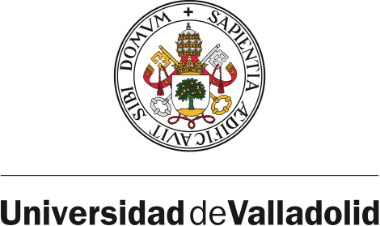 SAPIENTIA ÆDIFICAVIT SIBI DOMVM +
Universidad de Valladolid